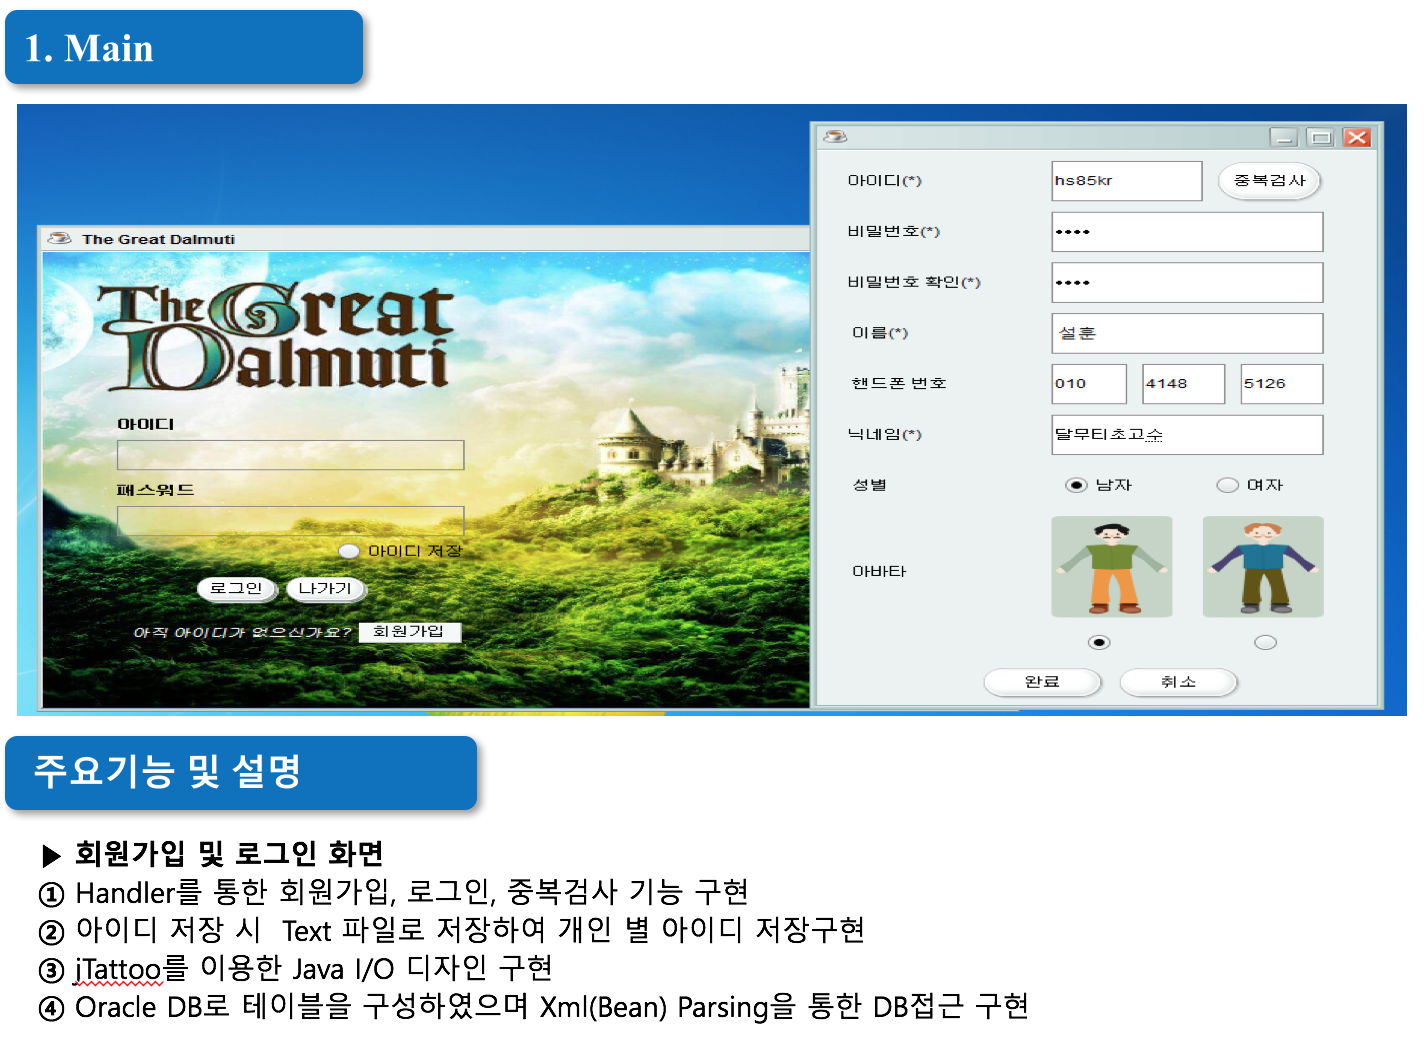 1. Main
The Great Dalmuti
The Great
Dalmuti
아이디
패스워드
아이디 저장
로그인 나가기
아직 아이디가 없으신가요? 회원가입
아이디(*) hs85kr 중복검사
비밀번호(*) ••••
비밀번호 확인(*) ••••
이름(*) 설훈
핸드폰 번호 010 4148 5126
닉네임(*) 달무티초고수
성별 남자 여자
아바타
완료 취소
주요기능 및 설명
▶ 회원가입 및 로그인 화면
① Handler를 통한 회원가입, 로그인, 중복검사 기능 구현
② 아이디 저장 시 Text 파일로 저장하여 개인 별 아이디 저장구현
③ jTattoo를 이용한 Java I/O 디자인 구현
④ Oracle DB로 테이블을 구성하였으며 Xml(Bean) Parsing을 통한 DB접근 구현